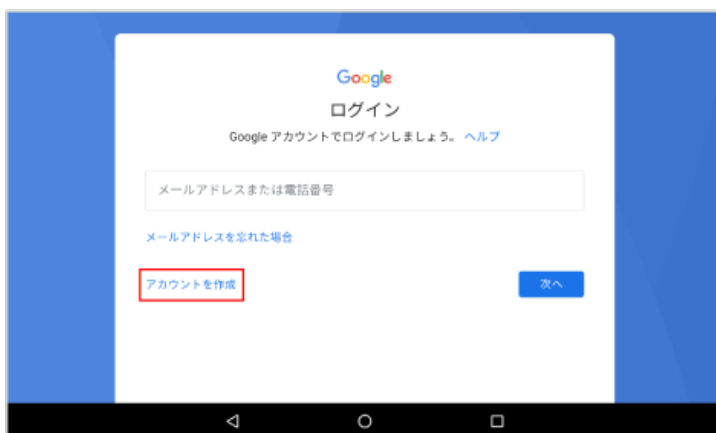 Google
ログイン
Google アカウントでログインしましょう。 ヘルプ
メールアドレスまたは電話番号
メールアドレスを忘れた場合
アカウントを作成
次へ